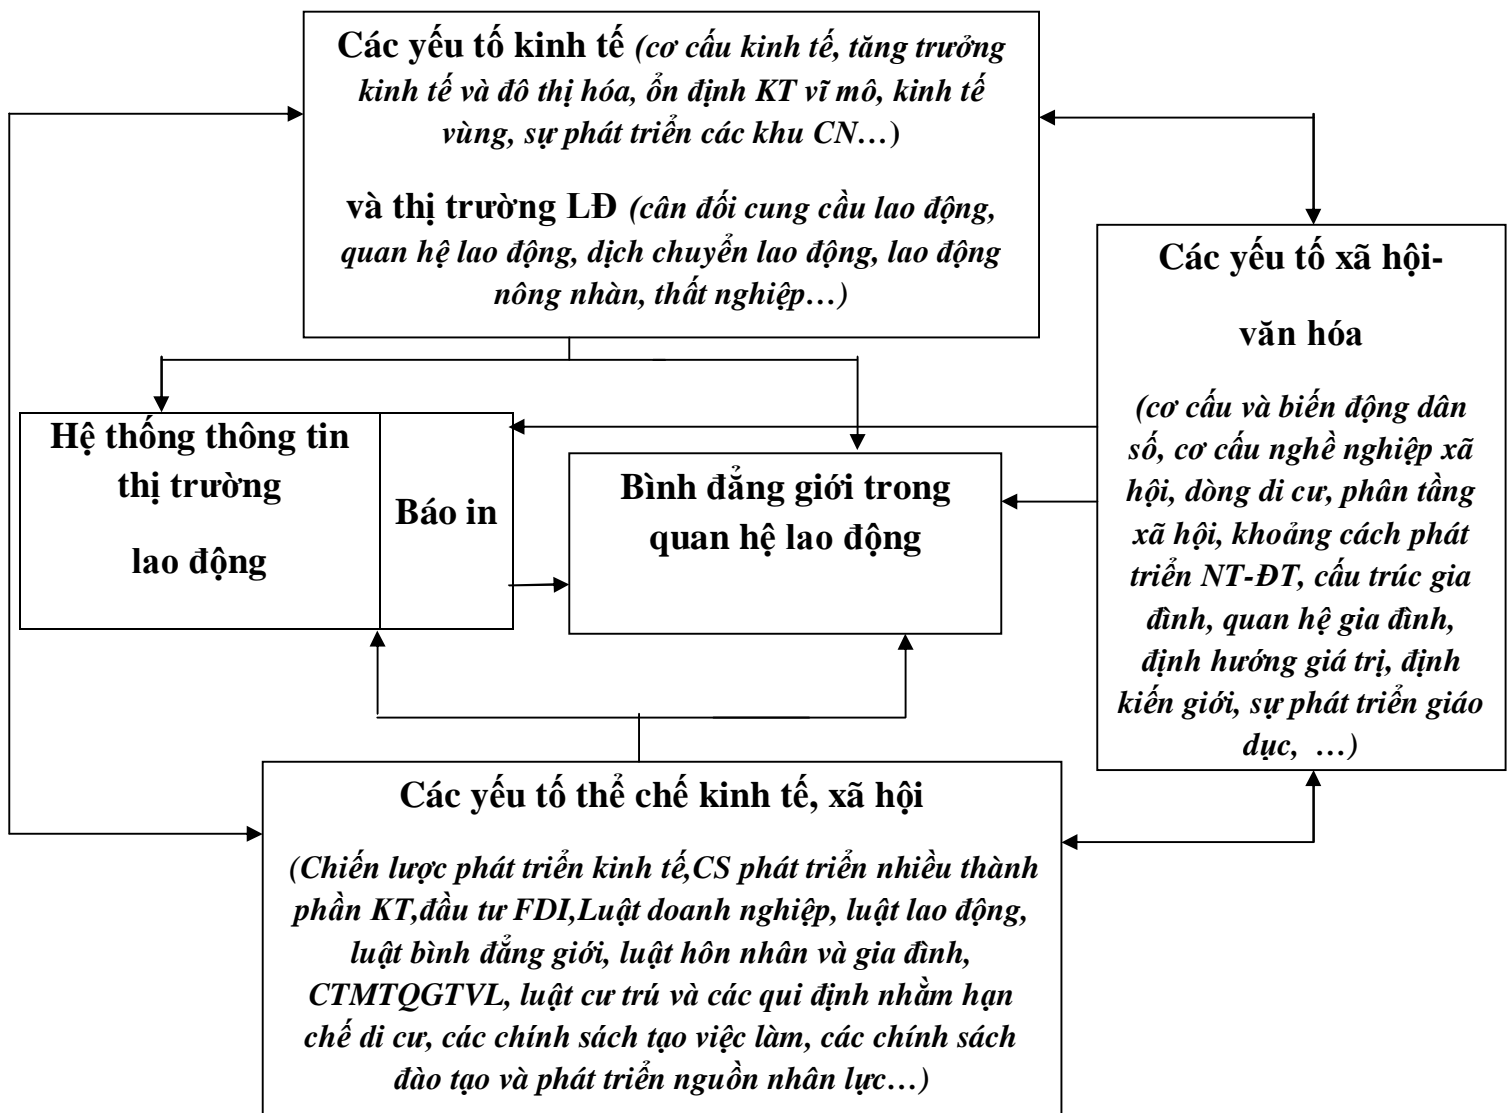 Các yếu tố kinh tế (cơ cấu kinh tế, tăng trưởng
kinh tế và đô thị hóa, ổn định KT vĩ mô, kinh tế
vùng, sự phát triển các khu CN…)
và thị trường LĐ (cân đối cung cầu lao động,
quan hệ lao động, dịch chuyển lao động, lao động
nông nhàn, thất nghiệp…)
Các yếu tố xã hội-
văn hóa
(cơ cấu và biến động dân
số, cơ cấu nghề nghiệp xã
hội, dòng di cư, phân tầng
xã hội, khoảng cách phát
triển NT-ĐT, cấu trúc gia
đình, quan hệ gia đình,
định hướng giá trị, định
kiến giới, sự phát triển giáo
dục, …)
Hệ thống thông tin
thị trường
lao động
Báo in
Bình đẳng giới trong
quan hệ lao động
Các yếu tố thể chế kinh tế, xã hội
(Chiến lược phát triển kinh tế,CS phát triển nhiều thành
phần KT,đầu tư FDI,Luật doanh nghiệp, luật lao động,
luật bình đẳng giới, luật hôn nhân và gia đình,
CTMTQGTVL, luật cư trú và các qui định nhằm hạn
chế di cư, các chính sách tạo việc làm, các chính sách
đào tạo và phát triển nguồn nhân lực…)